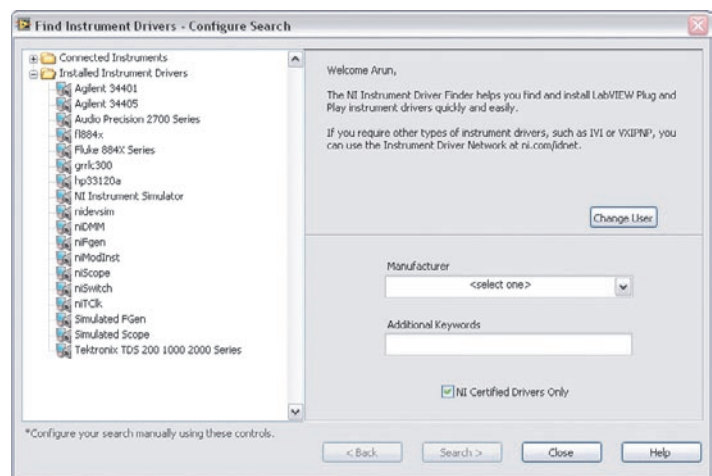 Find Instrument Drivers - Configure Search
Connected Instruments
Installed Instrument Drivers
Agilent 34401
Agilent 34405
Audio Precision 2700 Series
fl884x
Fluke 884X Series
grrlc300
hp33120a
NI Instrument Simulator
nidevsim
niDMM
niFgen
niModInst
niScope
niSwitch
niTClk
Simulated FGen
Simulated Scope
Tektronix TDS 200 1000 2000 Series
*Configure your search manually using these controls.
Welcome Arun,
The NI Instrument Driver Finder helps you find and install LabVIEW Plug and
Play instrument drivers quickly and easily.
If you require other types of instrument drivers, such as IVI or VXIPNP, you
can use the Instrument Driver Network at ni.com/idnet.
Change User
Manufacturer
<select one>
Additional Keywords
NI Certified Drivers Only
< Back
Search >
Close
Help